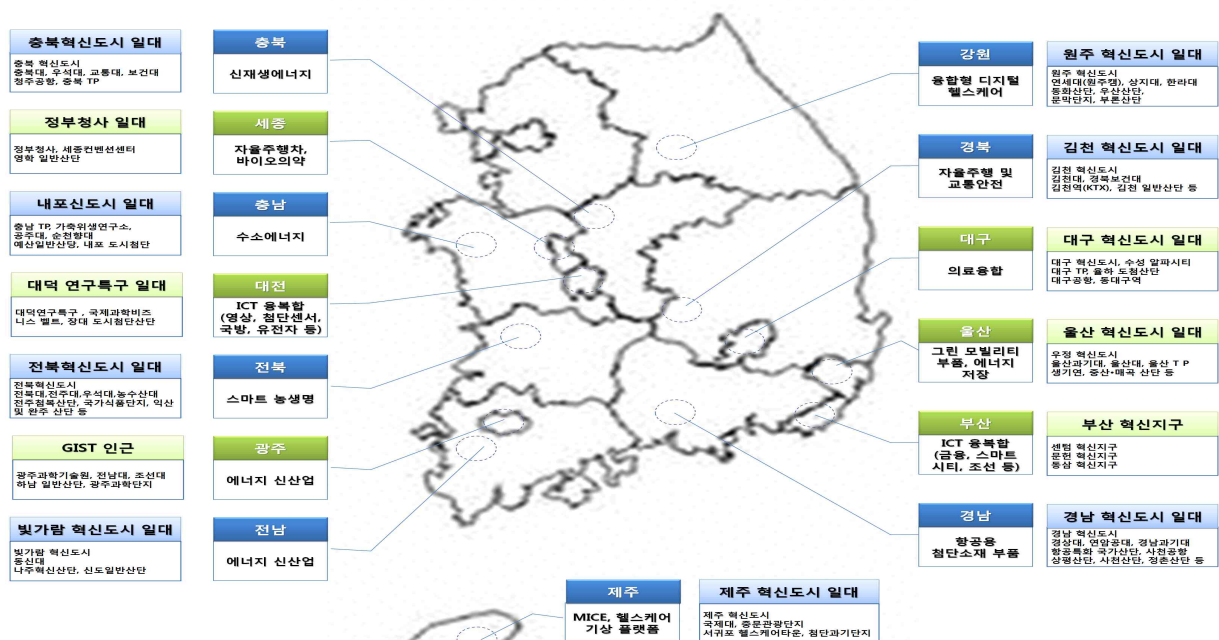 충북혁신도시 일대
충북 혁신도시
충북대, 우석대, 교통대, 보건대
청주공항, 충북 TP
충북
신재생에너지
정부청사 일대
정부청사, 세종컨벤션센터
영학 일반산단
세종
자율주행차,
바이오의약
내포신도시 일대
충남 TP, 가축위생연구소,
공주대, 순천향대
예산일반산당, 내포 도시첨단
충남
수소에너지
대덕 연구특구 일대
대덕연구특구 , 국제과학비즈
니스 벨트, 장대 도시첨단산단
대전
ICT 융복합
(영상, 첨단센서,
국방, 유전자 등)
전북혁신도시 일대
전북혁신도시
전북대,전주대,우석대,농수산대
전주첨복산단, 국가식품단지, 익산
및 완주 산단 등
전북
스마트 농생명
GIST 인근
광주과학기술원, 전남대, 조선대
하남 일반산단, 광주과학단지
광주
에너지 신산업
빛가람 혁신도시 일대
빛가람 혁신도시
동신대
나주혁신산단, 신도일반산단
전남
에너지 신산업
강원
융합형 디지털
헬스케어
원주 혁신도시 일대
원주 혁신도시
연세대(원주캠), 상지대, 한라대
동화산단, 우산산단,
문막단지, 부론산단
경북
자율주행 및
교통안전
김천 혁신도시 일대
김천 혁신도시
김천대, 경북보건대
김천역(KTX), 김천 일반산단 등
대구
의료융합
대구 혁신도시 일대
대구 혁신도시, 수성 알파시티
대구 TP, 율하 도첨산단
대구공항, 동대구역
울산
그린 모빌리티
부품, 에너지
저장
울산 혁신도시 일대
우정 혁신도시
울산과기대, 울산대, 울산 T P
생기연, 중산•매곡 산단 등
부산
ICT 융복합
(금융, 스마트
시티, 조선 등)
부산 혁신지구
센텀 혁신지구
문현 혁신지구
동삼 혁신지구
경남
항공용
첨단소재 부품
경남 혁신도시 일대
경남 혁신도시
경상대, 연암공대, 경남과기대
항공특화 국가산단, 사천공항
상평산단, 사천산단, 정촌산단 등
제주
MICE, 헬스케어
기상 플랫폼
제주 혁신도시 일대
제주 혁신도시
국제대, 중문관광단지
서귀포 헬스케어타운, 첨단과기단지